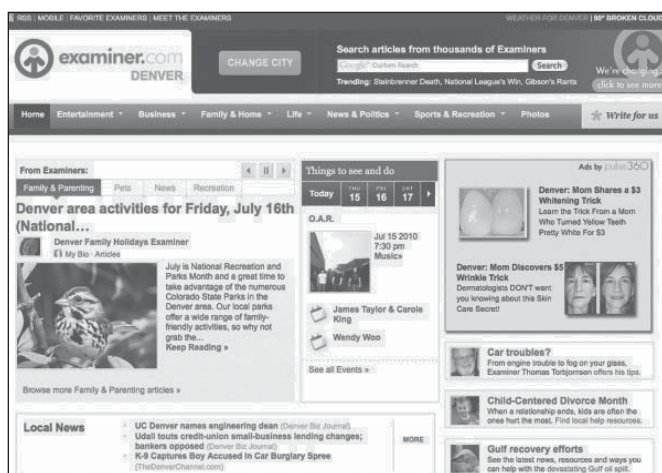 RSS | MOBILE | FAVORITE EXAMINERS | MEET THE EXAMINERS
WEATHER FOR DENVER | 90° BROKEN CLOUD
examiner.com
DENVER
CHANGE CITY
Search articles from thousands of Examiners
Google™ Custom Search
Search
Trending: Steinbrenner Death, National League's Win, Gibson's Rants
We're changing.
click to see more
Home Entertainment Business Family & Home Life News & Politics Sports & Recreation Photos
* Write for us
From Examiners:
Family & Parenting Pets News Recreation
Denver area activities for Friday, July 16th
(National…
Denver Family Holidays Examiner
My Bio · Articles
July is National Recreation and
Parks Month and a great time to
take advantage of the numerous
Colorado State Parks in the
Denver area. Our local parks
offer a wide range of family-
friendly activities, so why not
grab the...
Keep Reading »
Browse more Family & Parenting articles »
Things to see and do
Today THU 15 FRI 16 SAT 17
O.A.R.
Jul 15 2010
7:30 pm
Music»
James Taylor & Carole
King
Wendy Woo
See all Events »
Ads by pulse360
Denver: Mom Shares a $3
Whitening Trick
Learn the Trick From a Mom
Who Turned Yellow Teeth
Pretty White For $3
Denver: Mom Discovers $5
Wrinkle Trick
Dermatologists DON'T want
you knowing about this Skin
Care Secret!
Car troubles?
From engine trouble to fog on your glass,
Examiner Thomas Torbjornsen offers his tips.
Child-Centered Divorce Month
When a relationship ends, kids are often the
ones hurt the most. Find local help resources.
Gulf recovery efforts
See the latest news, resources and ways you
can help with the devastating Gulf oil spill.
Local News
UC Denver names engineering dean (Denver Biz Journal)
Udall touts credit-union small-business lending changes;
bankers opposed (Denver Biz Journal)
K-9 Captures Boy Accused in Car Burglary Spree
(TheDenverChannel.com)
MORE